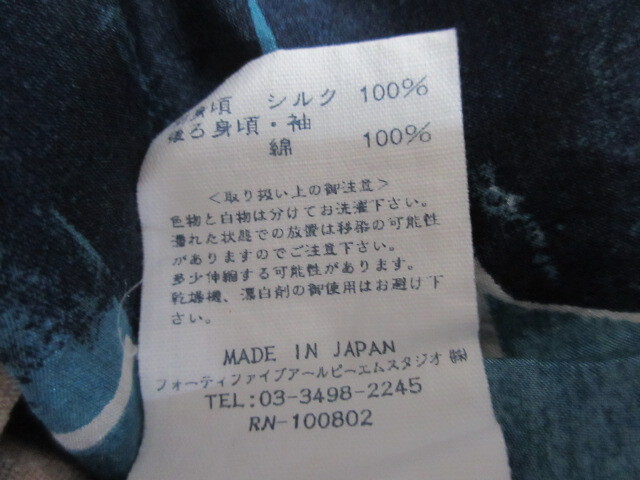 前身頃 シルク 100%
後ろ身頃・袖
綿 100%
<取り扱い上の御注意>
色物と白物は分けてお洗濯下さい。
濡れた状態での放置は移染の可能性
がありますのでご注意下さい。
多少伸縮する可能性があります。
乾燥機、漂白剤の御使用はお避け下
さい。
MADE IN JAPAN
フォーティファイブアールピーエムスタジオ ㈱
TEL:03-3498-2245
RN-100802